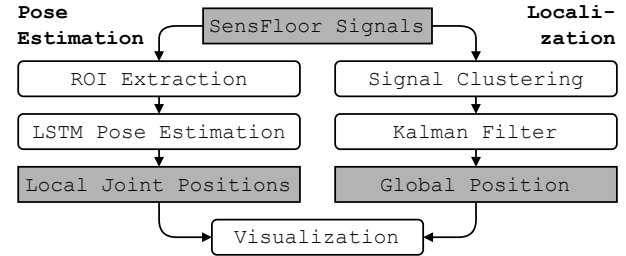 Pose
Estimation
SensFloor Signals
Locali-
zation
ROI Extraction
Signal Clustering
LSTM Pose Estimation
Kalman Filter
Local Joint Positions
Global Position
Visualization